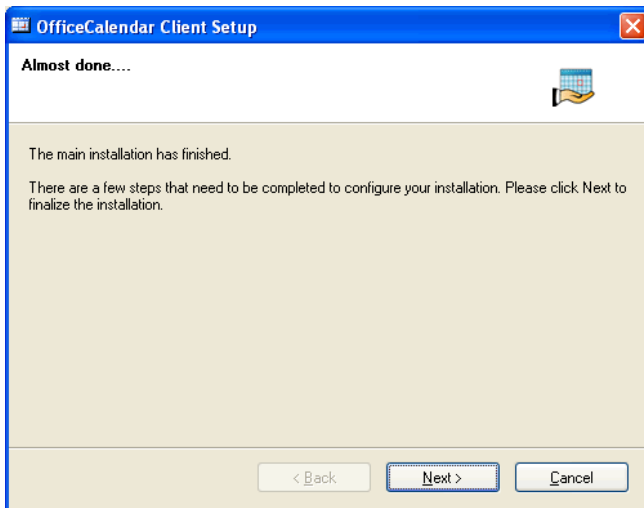 OfficeCalendar Client Setup
Almost done....
The main installation has finished.
There are a few steps that need to be completed to configure your installation. Please click Next to
finalize the installation.
< Back
Next >
Cancel